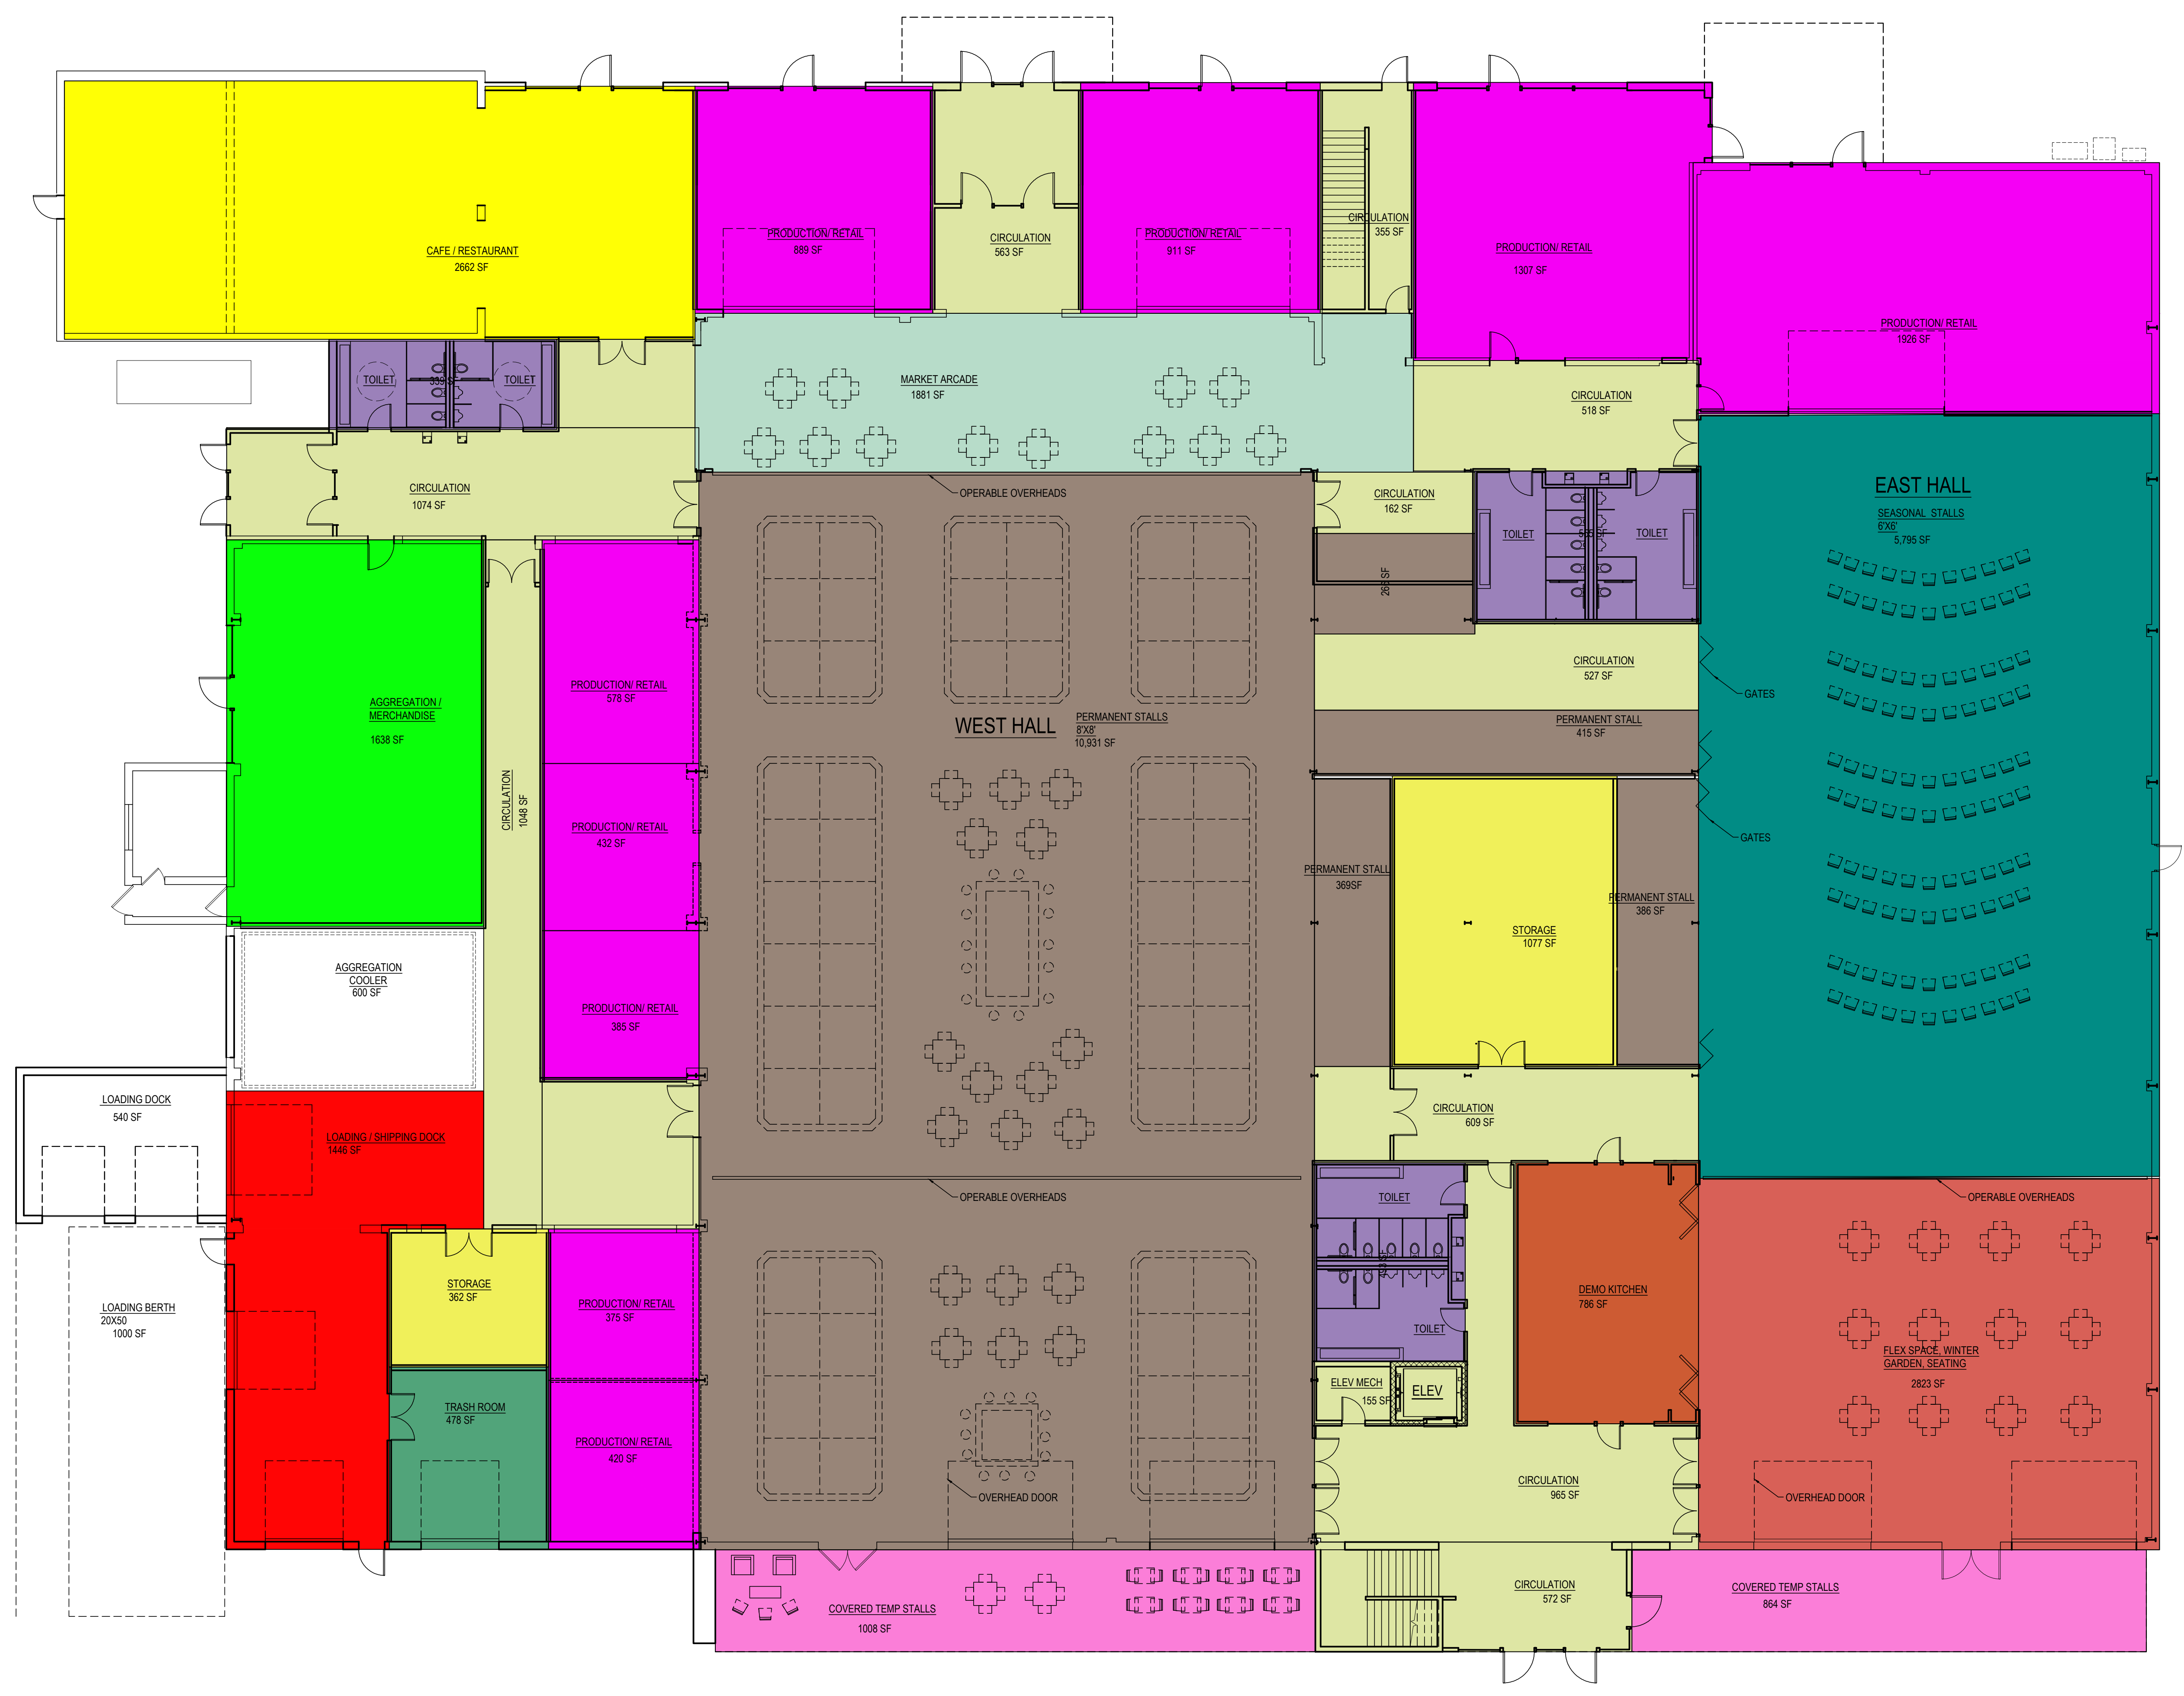 CAFE / RESTAURANT
2662 SF
PRODUCTION/ RETAIL
889 SF
CIRCULATION
563 SF
PRODUCTION/ RETAIL
911 SF
CIRCULATION
355 SF
PRODUCTION/ RETAIL
1307 SF
PRODUCTION/ RETAIL
1926 SF
TOILET
339 SF
TOILET
MARKET ARCADE
1881 SF
CIRCULATION
518 SF
CIRCULATION
1074 SF
OPERABLE OVERHEADS
CIRCULATION
162 SF
TOILET
TOILET
EAST HALL
SEASONAL STALLS
6'X6'
5,795 SF
CIRCULATION
527 SF
GATES
PRODUCTION/ RETAIL
578 SF
AGGREGATION /
MERCHANDISE
1638 SF
WEST HALL
PERMANENT STALLS
8'X8'
10,931 SF
PERMANENT STALL
415 SF
CIRCULATION
1048 SF
PRODUCTION/ RETAIL
432 SF
GATES
PERMANENT STALL
369SF
PERMANENT STALL
386 SF
STORAGE
1077 SF
AGGREGATION
COOLER
600 SF
PRODUCTION/ RETAIL
385 SF
LOADING DOCK
540 SF
LOADING / SHIPPING DOCK
1446 SF
CIRCULATION
609 SF
OPERABLE OVERHEADS
TOILET
OPERABLE OVERHEADS
STORAGE
362 SF
LOADING BERTH
20X50
1000 SF
PRODUCTION/ RETAIL
375 SF
TOILET
DEMO KITCHEN
786 SF
FLEX SPACE, WINTER
GARDEN, SEATING
2823 SF
ELEV MECH
155 SF
ELEV
TRASH ROOM
478 SF
PRODUCTION/ RETAIL
420 SF
OVERHEAD DOOR
CIRCULATION
965 SF
OVERHEAD DOOR
COVERED TEMP STALLS
1008 SF
CIRCULATION
572 SF
COVERED TEMP STALLS
864 SF